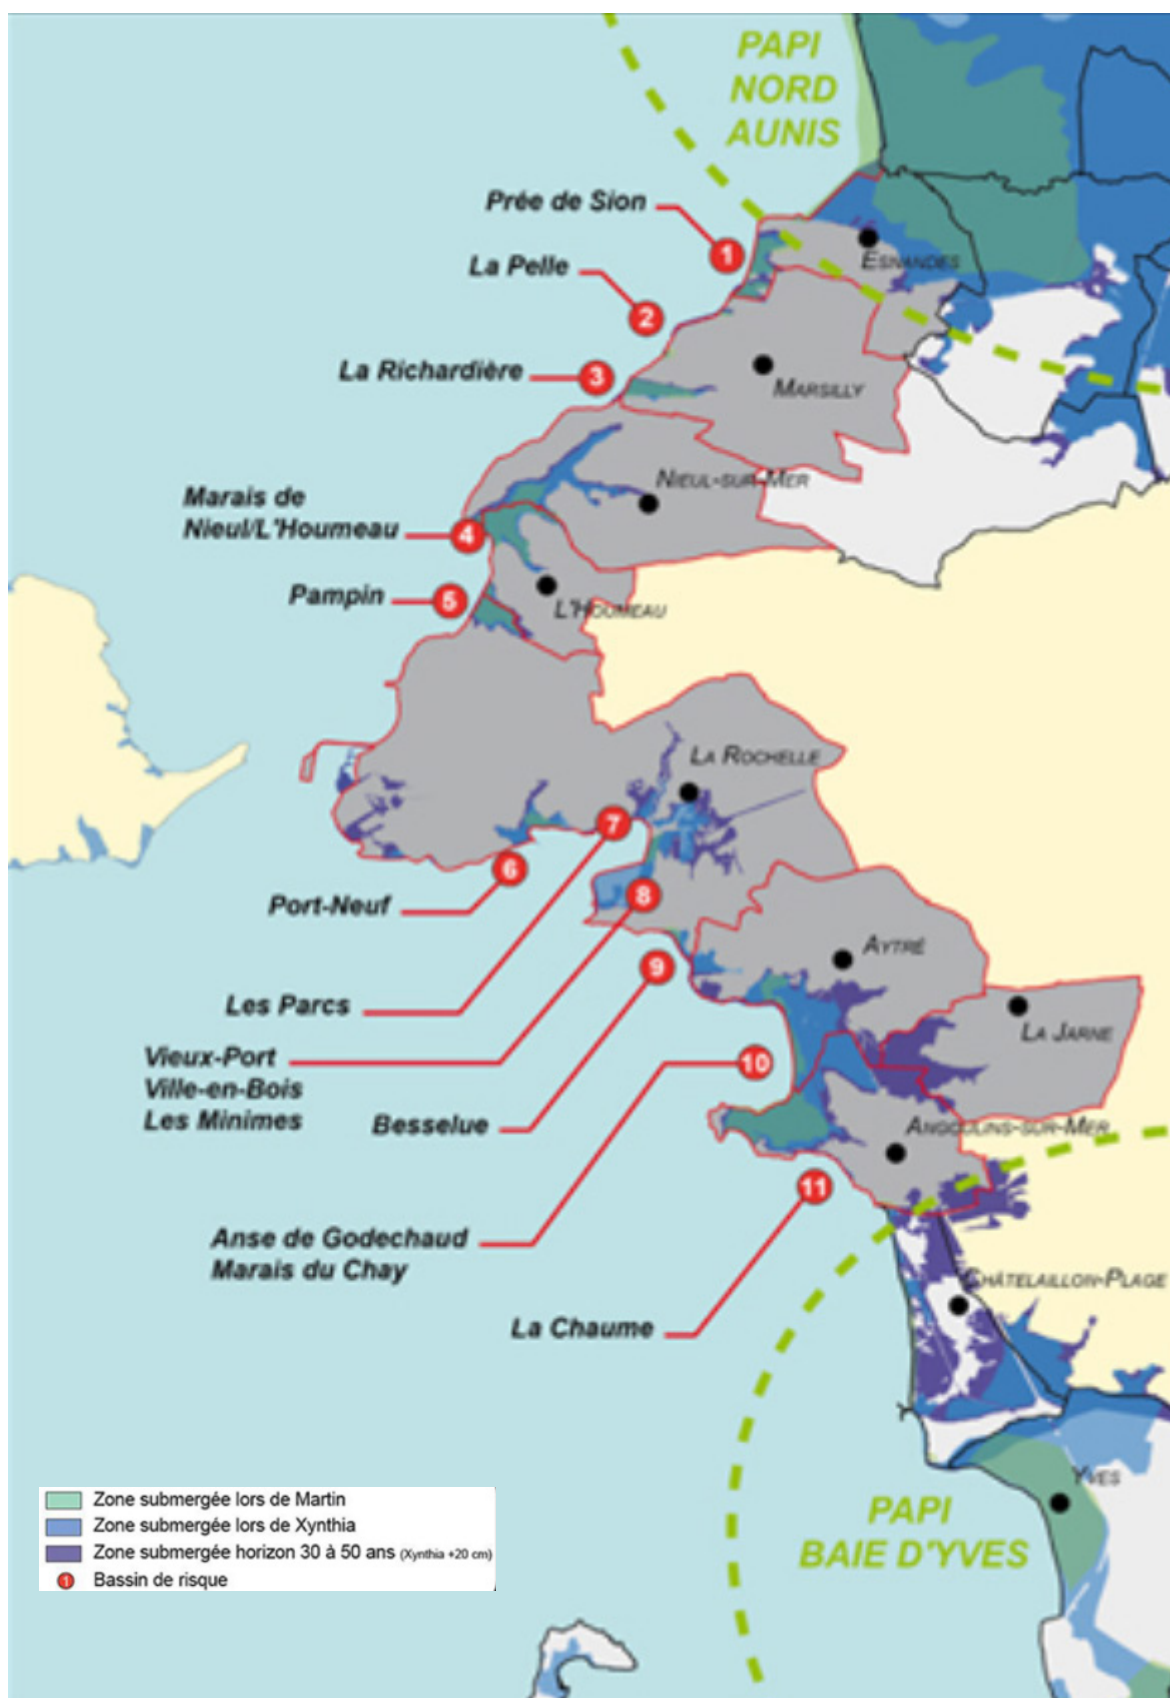 PAPI
NORD
AUNIS
Prée de Sion
1
ESNANDES
La Pelle
2
La Richardière
3
MARSILLY
NIEUL-SUR-MER
Marais de
Nieul/L'Houmeau
4
Pampin
5
L'HOUMEAU
LA ROCHELLE
7
6
Port-Neuf
8
AYTRÉ
9
Les Parcs
LA JARNE
Vieux-Port
Ville-en-Bois
Les Minimes
10
Besselue
ANGOULINS-SUR-MER
11
Anse de Godechaud
Marais du Chay
CHÂTELAILLON-PLAGE
La Chaume
YVES
PAPI
BAIE D'YVES
Zone submergée lors de Martin
Zone submergée lors de Xynthia
Zone submergée horizon 30 à 50 ans (Xynthia +20 cm)
1 Bassin de risque